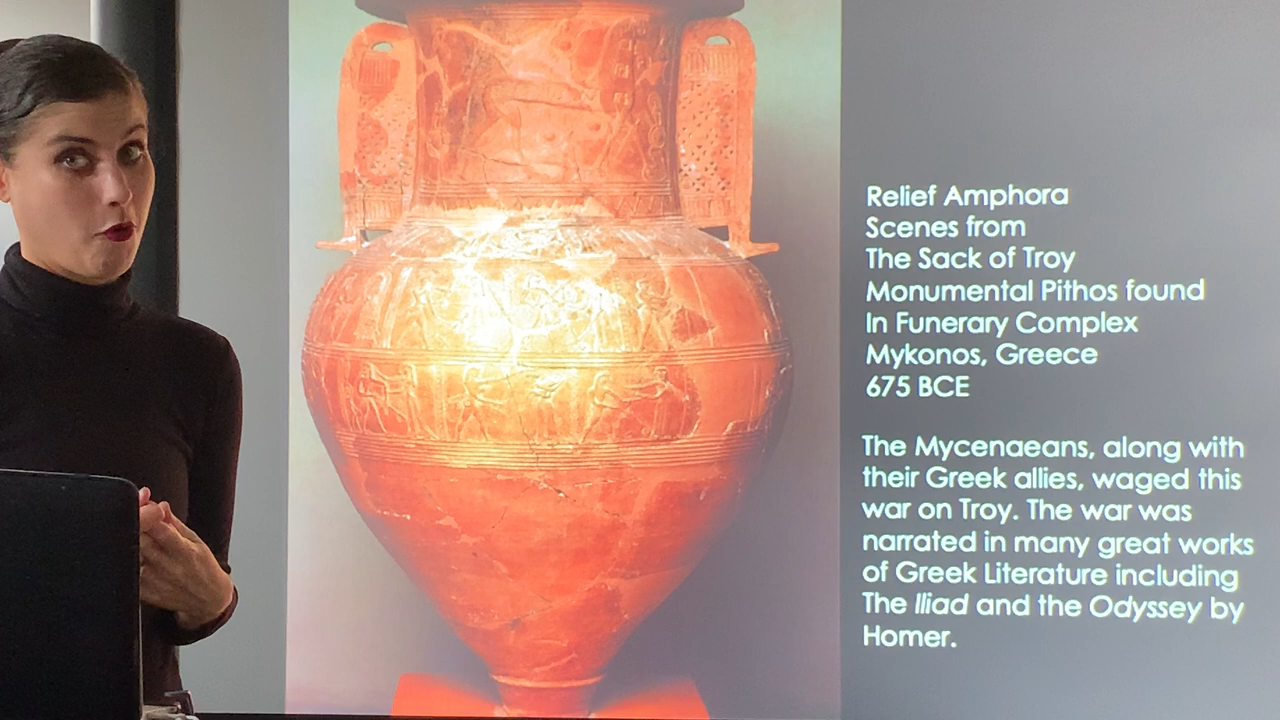 Relief Amphora
Scenes from
The Sack of Troy
Monumental Pithos found
In Funerary Complex
Mykonos, Greece
675 BCE
The Mycenaeans, along with
their Greek allies, waged this
war on Troy. The war was
narrated in many great works
of Greek Literature including
The Iliad and the Odyssey by
Homer.